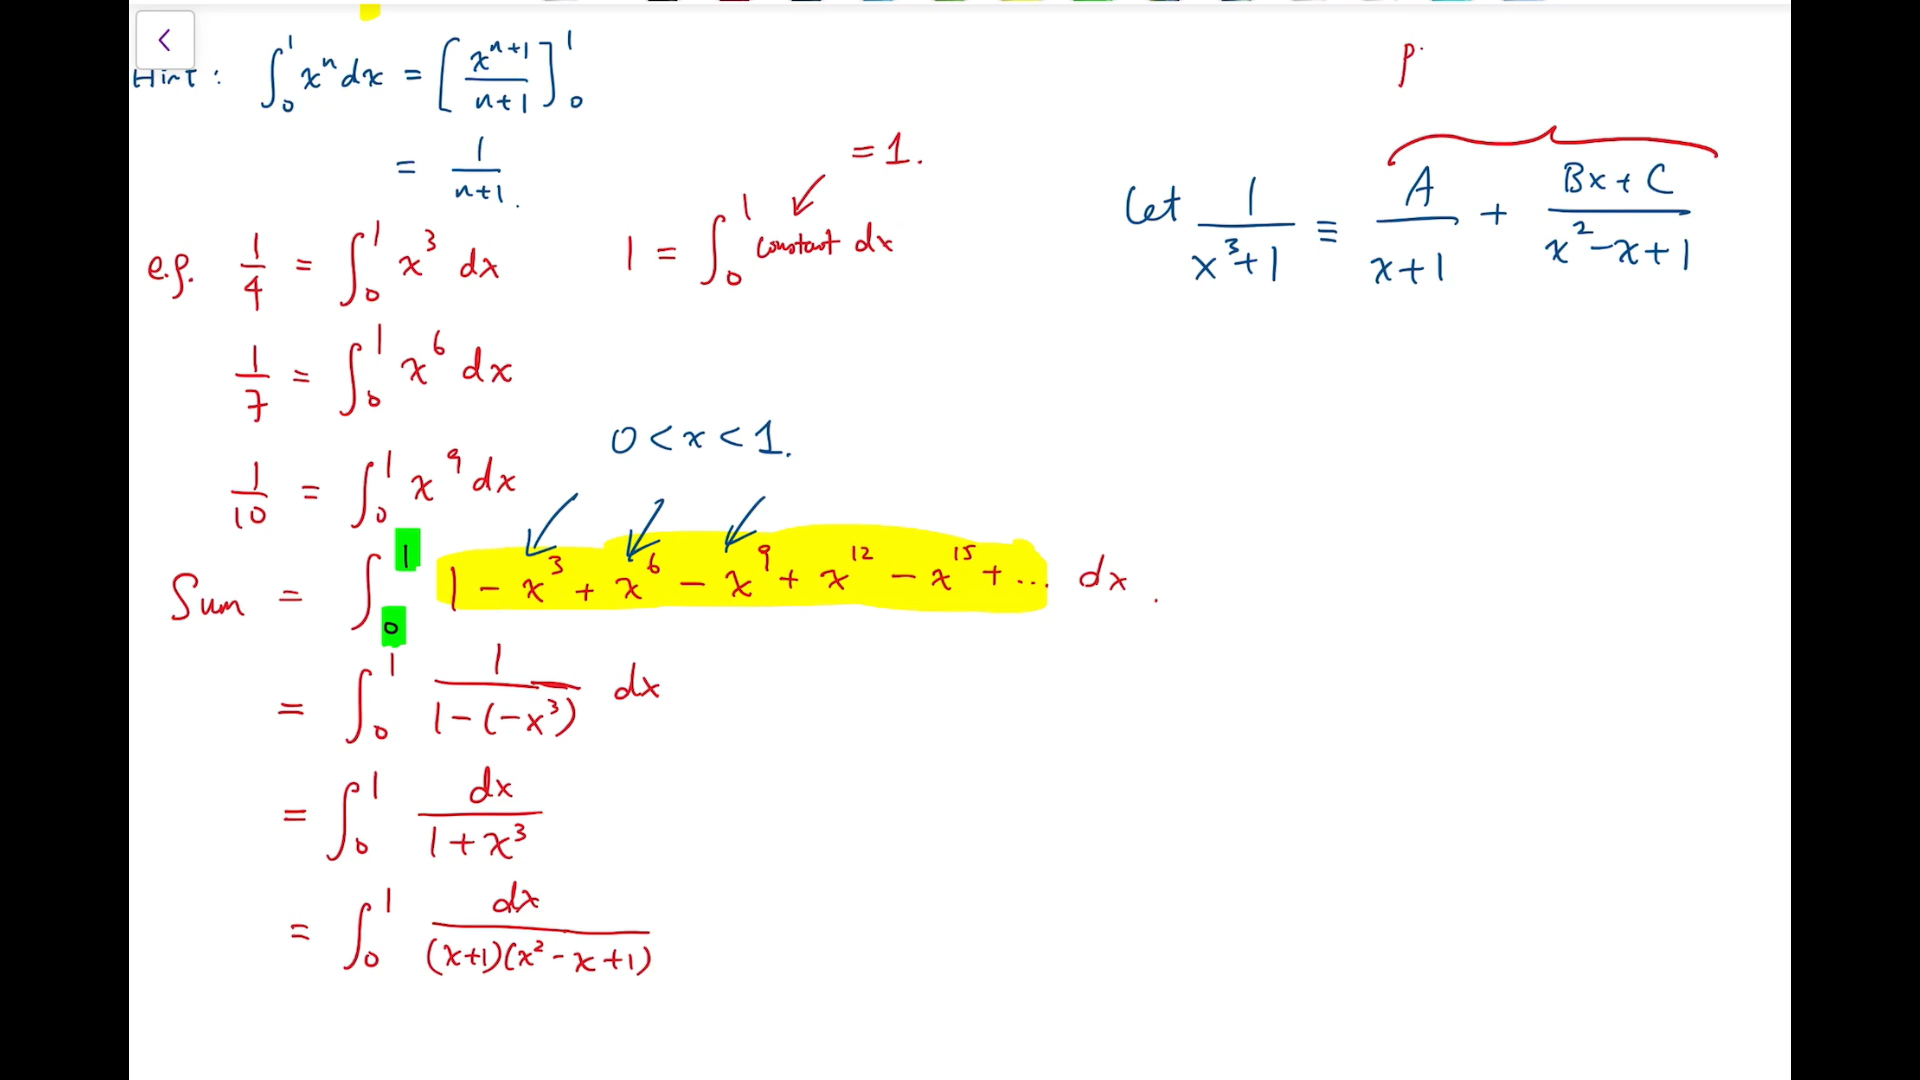 Hint : ∫₀¹ xⁿ dx = [xⁿ⁺¹/(n+1)]₀¹
= 1/(n+1).
e.g. 1/4 = ∫₀¹ x³ dx
1/7 = ∫₀¹ x⁶ dx
1/10 = ∫₀¹ x⁹ dx
= 1.
1 = ∫₀¹ constant dx
0 < x < 1.
Sum = ∫₀¹ 1 − x³ + x⁶ − x⁹ + x¹² − x¹⁵ + ... dx .
= ∫₀¹ 1/(1−(−x³)) dx
= ∫₀¹ dx/(1+x³)
= ∫₀¹ dx/((x+1)(x²−x+1))
p.
Let 1/(x³+1) ≡ A/(x+1) + (Bx+C)/(x²−x+1)